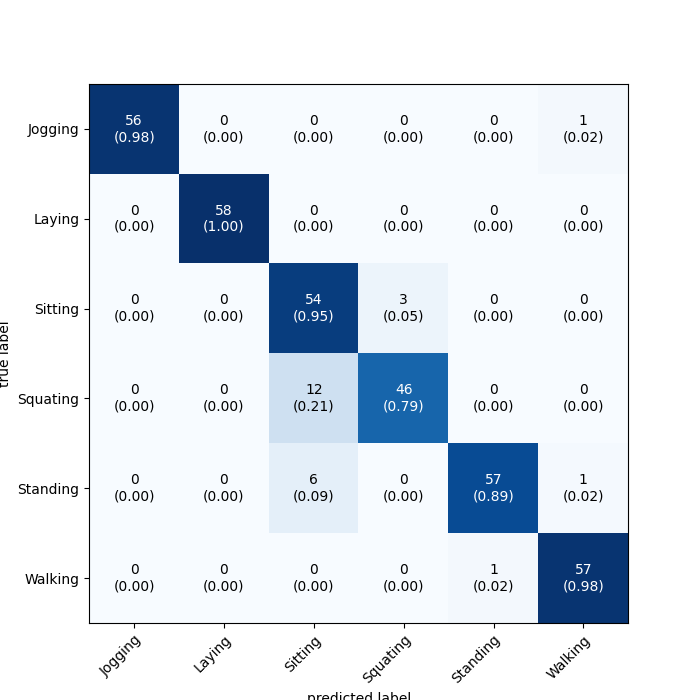 Jogging
56 0 0 0 0 1
(0.98) (0.00) (0.00) (0.00) (0.00) (0.02)
Laying
0 58 0 0 0 0
(0.00) (1.00) (0.00) (0.00) (0.00) (0.00)
Sitting
0 0 54 3 0 0
(0.00) (0.00) (0.95) (0.05) (0.00) (0.00)
Squating
0 0 12 46 0 0
(0.00) (0.00) (0.21) (0.79) (0.00) (0.00)
Standing
0 0 6 0 57 1
(0.00) (0.00) (0.09) (0.00) (0.89) (0.02)
Walking
0 0 0 0 1 57
(0.00) (0.00) (0.00) (0.00) (0.02) (0.98)
true label
Jogging Laying Sitting Squating Standing Walking
predicted label